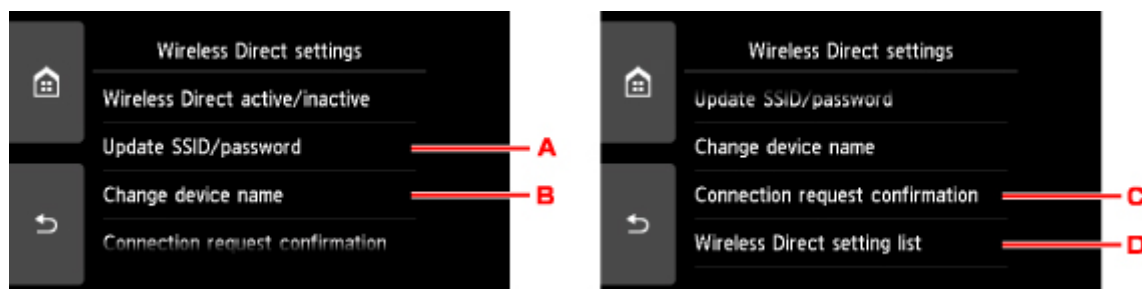 Wireless Direct settings
Wireless Direct active/inactive
Update SSID/password
A
Change device name
B
Connection request confirmation
Wireless Direct settings
Update SSID/password
Change device name
Connection request confirmation
C
Wireless Direct setting list
D